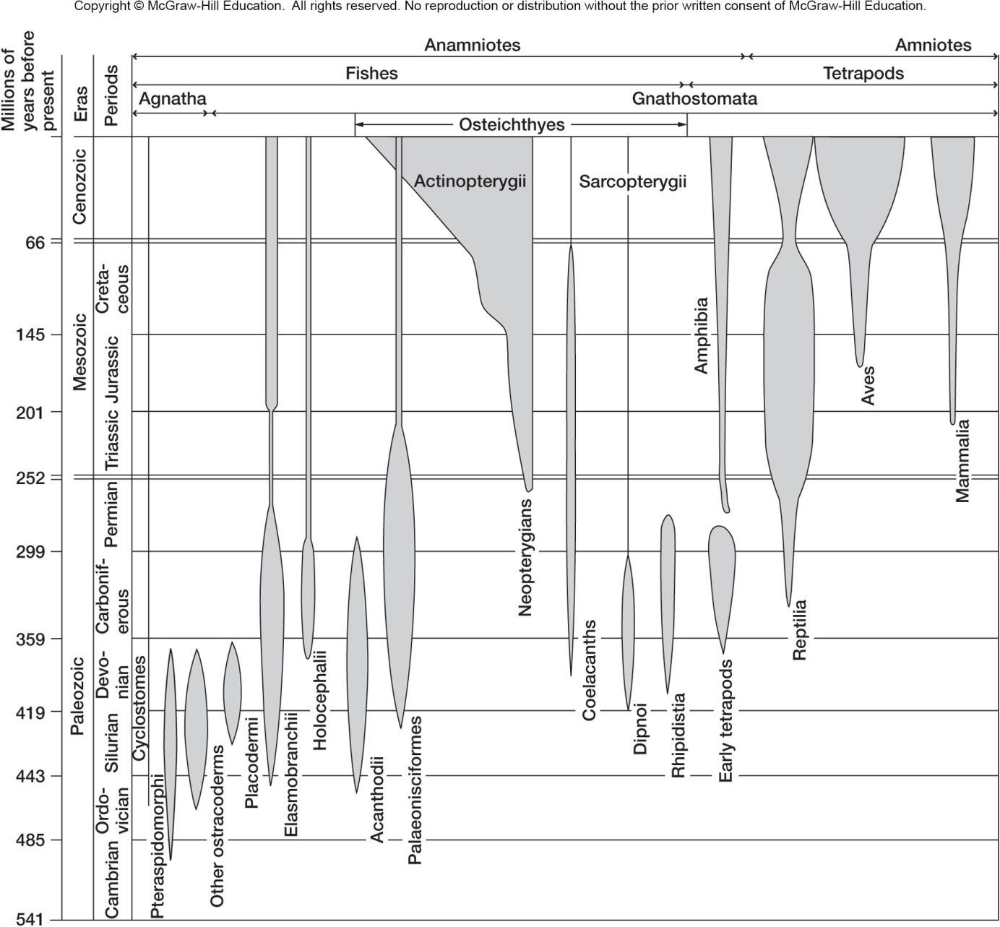 Copyright © McGraw-Hill Education.  All rights reserved. No reproduction or distribution without the prior written consent of McGraw-Hill Education.
Millions of
years before
present
Eras
Periods
Anamniotes
Amniotes
Fishes
Tetrapods
Agnatha
Gnathostomata
Osteichthyes
Cenozoic
Actinopterygii
Sarcopterygii
66
Mesozoic
Creta-
ceous
145
Jurassic
Amphibia
Aves
201
Triassic
Mammalia
252
Paleozoic
Permian
Neopterygians
299
Carbonif-
erous
Reptilia
359
Devo-
nian
Cyclostomes
Holocephalii
Coelacanths
Early tetrapods
419
Silurian
Placodermi
Elasmobranchii
Palaeonisciformes
Dipnoi
Rhipidistia
443
Ordo-
vician
Pteraspidomorphi
Other ostracoderms
Acanthodii
485
Cambrian
541